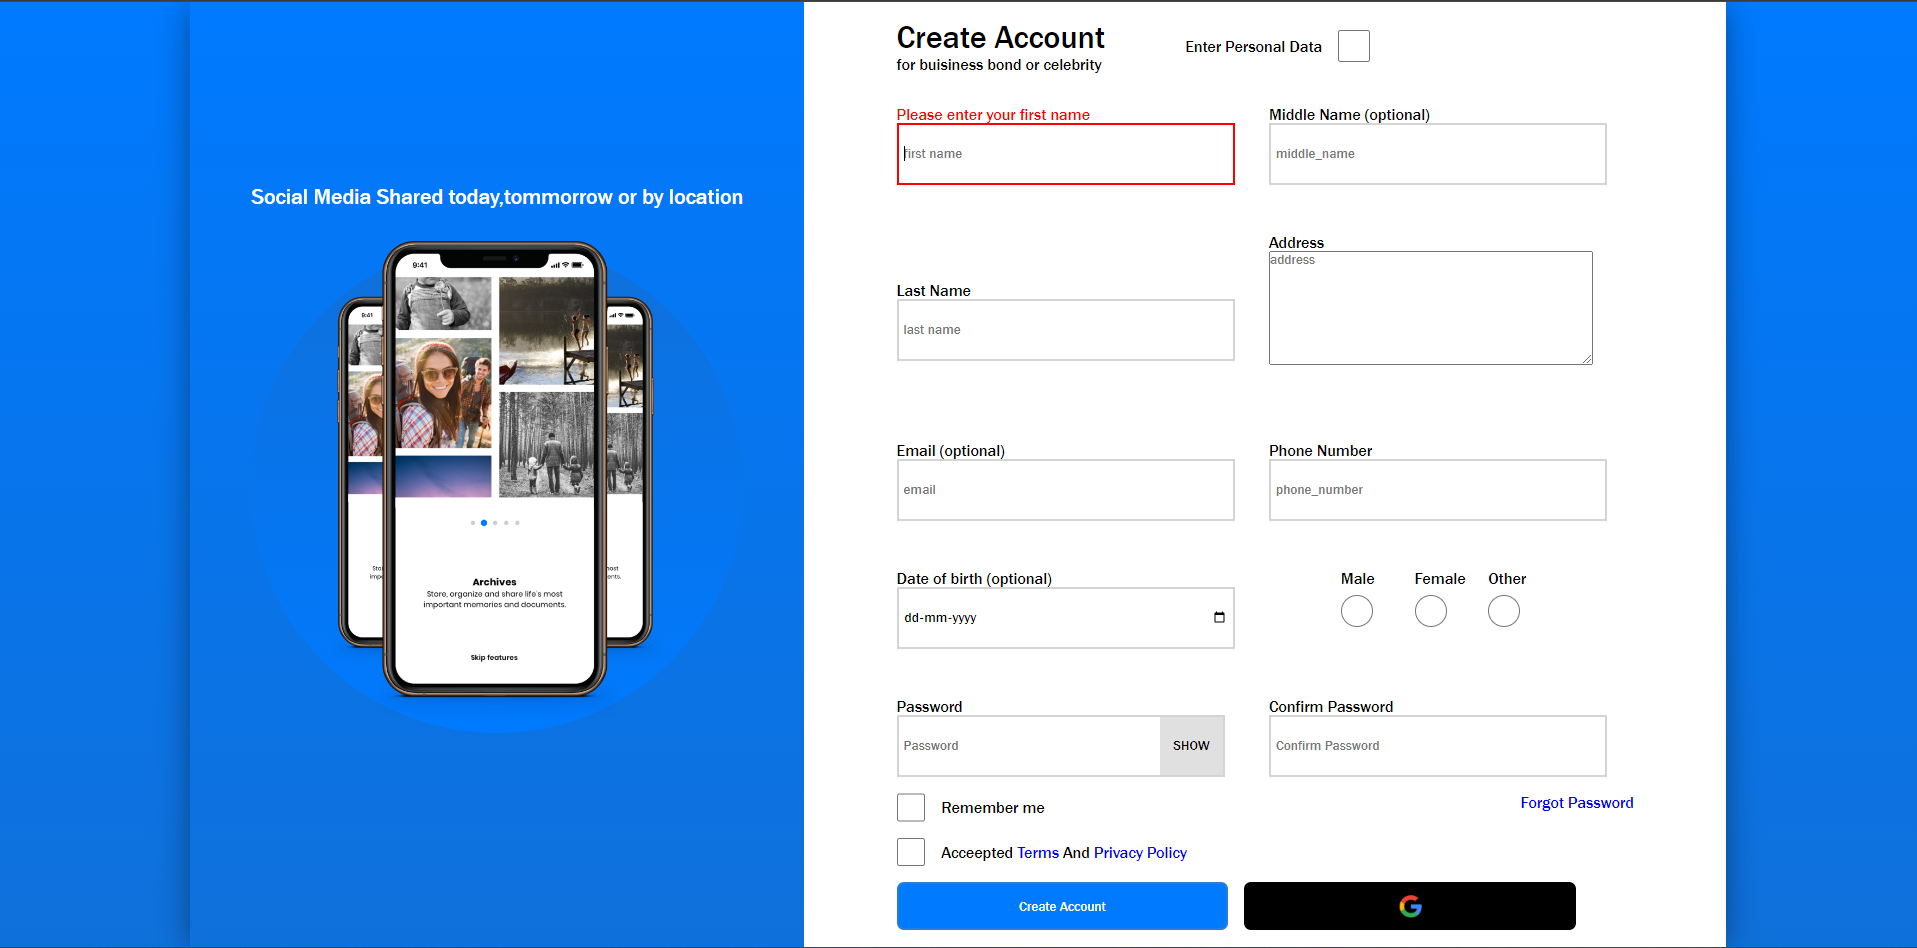 Social Media Shared today,tommorrow or by location
9:41
9:41
Archives
Store, organize and share life's most
important memories and documents.
Skip features
Create Account
for buisiness bond or celebrity
Enter Personal Data
Please enter your first name
first name
Middle Name (optional)
middle_name
Last Name
last name
Address
address
Email (optional)
email
Phone Number
phone_number
Date of birth (optional)
dd-mm-yyyy
Male Female Other
Password
Password
SHOW
Confirm Password
Confirm Password
Remember me
Forgot Password
Acceepted Terms And Privacy Policy
Create Account